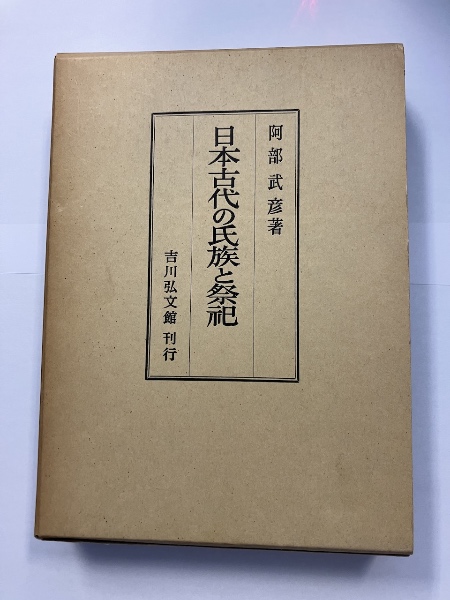 阿部武彦著
日本古代の氏族と祭祀
吉川弘文館 刊行